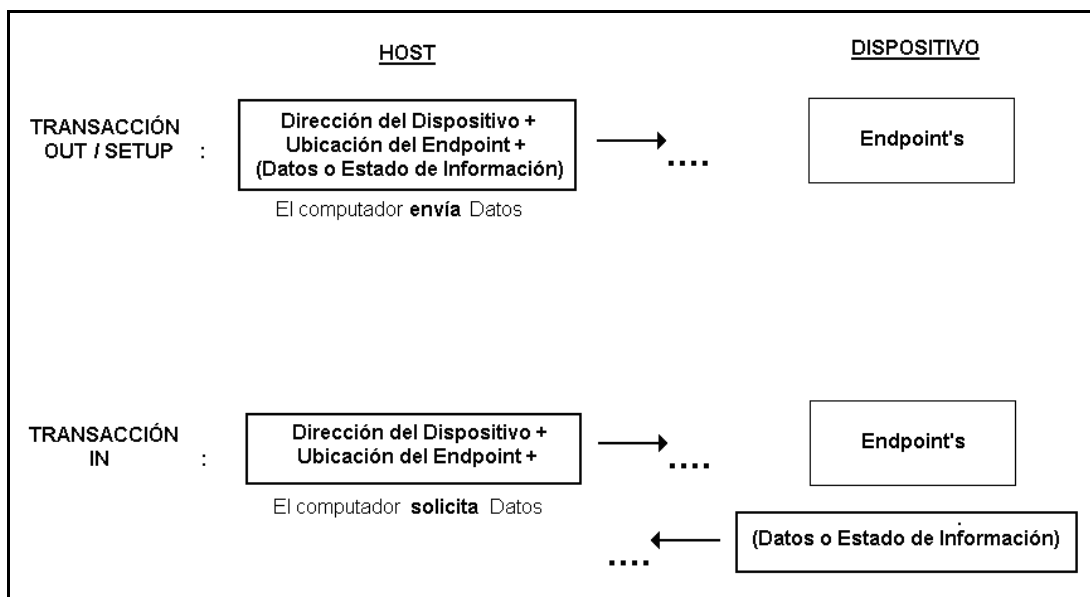 HOST
DISPOSITIVO
TRANSACCIÓN
OUT / SETUP :
Dirección del Dispositivo +
Ubicación del Endpoint +
(Datos o Estado de Información)
....
Endpoint's
El computador envía Datos
TRANSACCIÓN
IN :
Dirección del Dispositivo +
Ubicación del Endpoint +
....
Endpoint's
El computador solicita Datos
....
(Datos o Estado de Información)